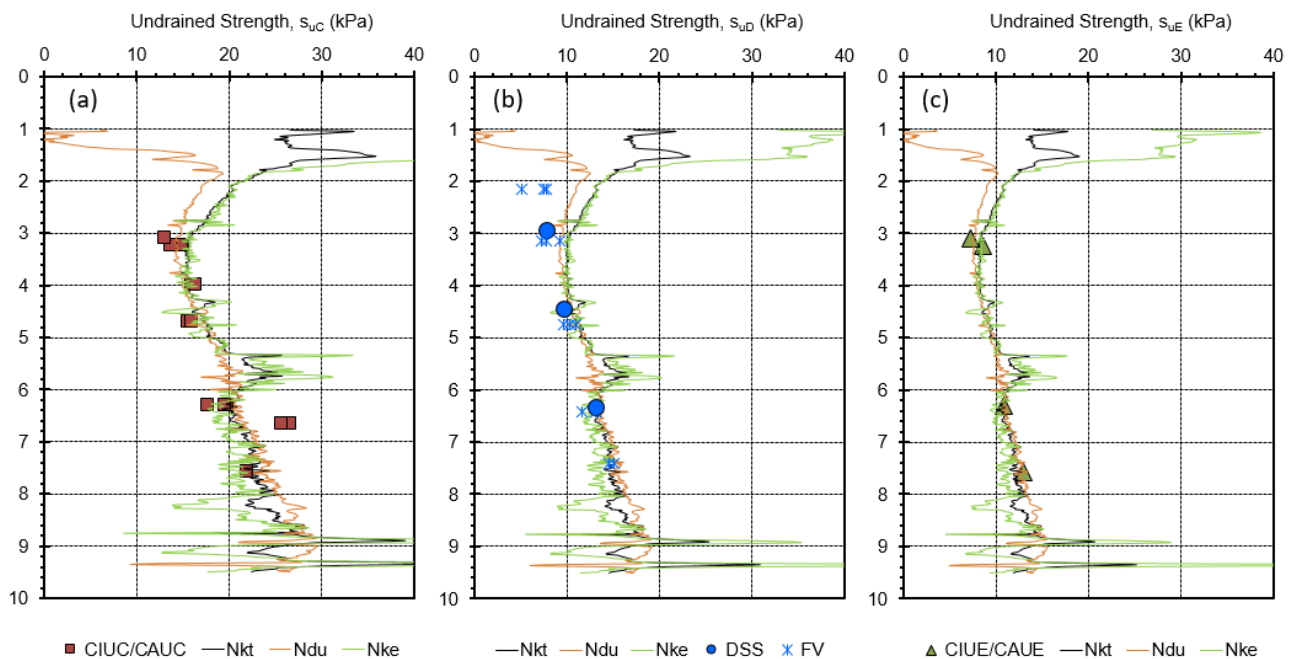 Undrained Strength, suC (kPa)
0 10 20 30 40
0
1
2
3
4
5
6
7
8
9
10
(a)
CIUC/CAUC Nkt Ndu Nke
Undrained Strength, suD (kPa)
0 10 20 30 40
0
1
2
3
4
5
6
7
8
9
10
(b)
Nkt Ndu Nke DSS FV
Undrained Strength, suE (kPa)
0 10 20 30 40
0
1
2
3
4
5
6
7
8
9
10
(c)
CIUE/CAUE Nkt Ndu Nke